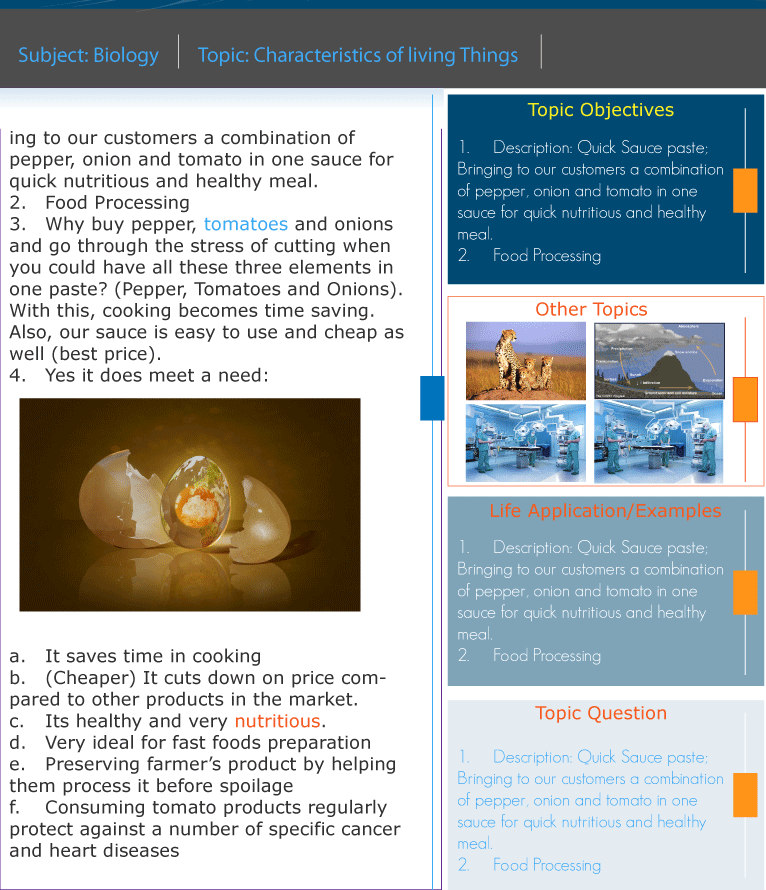 Subject: Biology
Topic: Characteristics of living Things
ing to our customers a combination of
pepper, onion and tomato in one sauce for
quick nutritious and healthy meal.
2. Food Processing
3. Why buy pepper, tomatoes and onions
and go through the stress of cutting when
you could have all these three elements in
one paste? (Pepper, Tomatoes and Onions).
With this, cooking becomes time saving.
Also, our sauce is easy to use and cheap as
well (best price).
4. Yes it does meet a need:
a. It saves time in cooking
b. (Cheaper) It cuts down on price com-
pared to other products in the market.
c. Its healthy and very nutritious.
d. Very ideal for fast foods preparation
e. Preserving farmer's product by helping
them process it before spoilage
f. Consuming tomato products regularly
protect against a number of specific cancer
and heart diseases
Topic Objectives
1. Description: Quick Sauce paste;
Bringing to our customers a combination
of pepper, onion and tomato in one
sauce for quick nutritious and healthy
meal.
2. Food Processing
Other Topics
Life Application/Examples
1. Description: Quick Sauce paste;
Bringing to our customers a combination
of pepper, onion and tomato in one
sauce for quick nutritious and healthy
meal.
2. Food Processing
Topic Question
1. Description: Quick Sauce paste;
Bringing to our customers a combination
of pepper, onion and tomato in one
sauce for quick nutritious and healthy
meal.
2. Food Processing